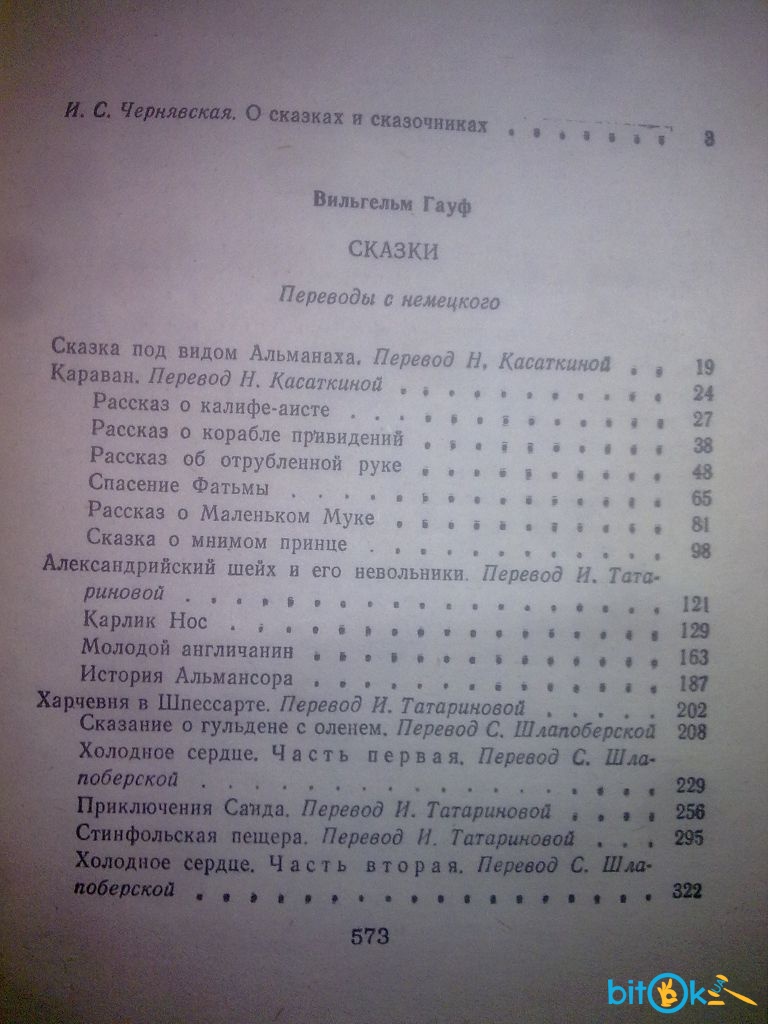 И. С. Чернявская. О сказках и сказочниках . . . . . . . 3
Вильгельм Гауф
СКАЗКИ
Переводы с немецкого
Сказка под видом Альманаха. Перевод Н. Касаткиной . . 19
Караван. Перевод Н. Касаткиной . . . . . . . . . . . 24
Рассказ о калифе-аисте . . . . . . . . . . . . . 27
Рассказ о корабле привидений . . . . . . . . . . 38
Рассказ об отрубленной руке . . . . . . . . . . 48
Спасение Фатьмы . . . . . . . . . . . . . . . 65
Рассказ о Маленьком Муке . . . . . . . . . . . 81
Сказка о мнимом принце . . . . . . . . . . . . 98
Александрийский шейх и его невольники. Перевод И. Тата-
риновой . . . . . . . . . . . . . . . . . . . 121
Карлик Нос . . . . . . . . . . . . . . . . . 129
Молодой англичанин . . . . . . . . . . . . . . 163
История Альмансора . . . . . . . . . . . . . . 187
Харчевня в Шпессарте. Перевод И. Татариновой . . . . . 202
Сказание о гульдене с оленем. Перевод С. Шлапоберской 208
Холодное сердце. Часть первая. Перевод С. Шла-
поберской . . . . . . . . . . . . . . . . . . 229
Приключения Саида. Перевод И. Татариновой . . . . 256
Стинфольская пещера. Перевод И. Татариновой . . . 295
Холодное сердце. Часть вторая. Перевод С. Шла-
поберской . . . . . . . . . . . . . . . . . . 322
573
bitOk UA